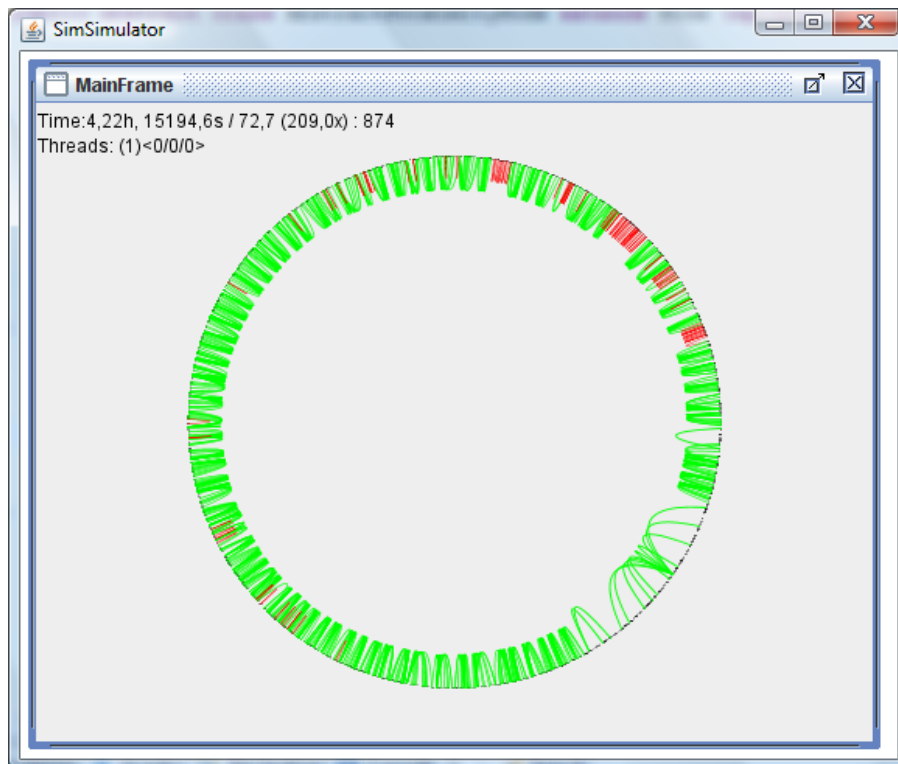 SimSimulator
MainFrame
Time:4,22h, 15194,6s / 72,7 (209,0x) : 874
Threads: (1)<0/0/0>